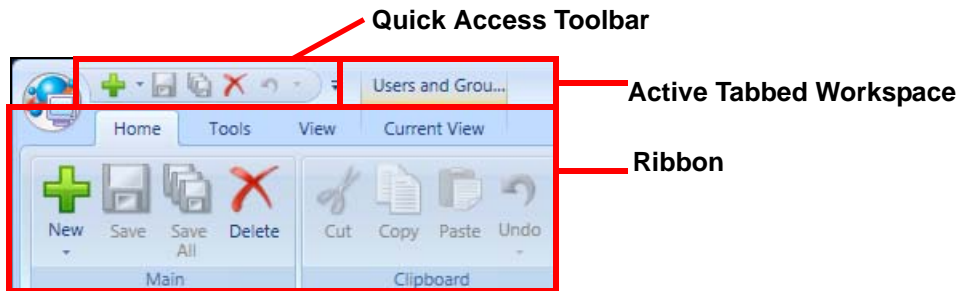 Quick Access Toolbar
Users and Grou...
Active Tabbed Workspace
Home Tools View Current View
Ribbon
New Save Save All Delete Cut Copy Paste Undo
Main Clipboard